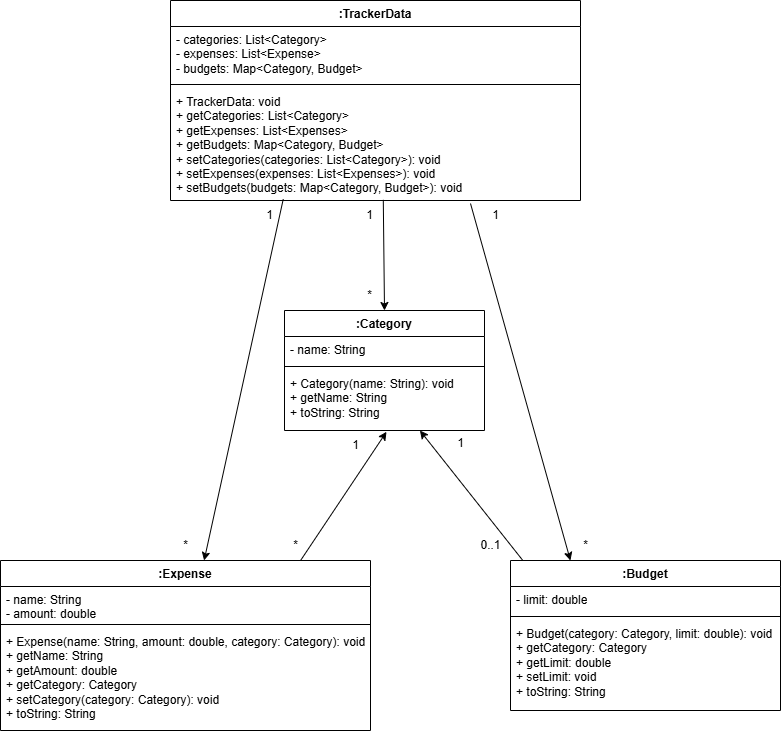 :TrackerData
- categories: List<Category>
- expenses: List<Expense>
- budgets: Map<Category, Budget>
+ TrackerData: void
+ getCategories: List<Category>
+ getExpenses: List<Expenses>
+ getBudgets: Map<Category, Budget>
+ setCategories(categories: List<Category>): void
+ setExpenses(expenses: List<Expenses>): void
+ setBudgets(budgets: Map<Category, Budget>): void
1
1
1
*
:Category
- name: String
+ Category(name: String): void
+ getName: String
+ toString: String
1
1
*
*
0..1
*
:Expense
- name: String
- amount: double
+ Expense(name: String, amount: double, category: Category): void
+ getName: String
+ getAmount: double
+ getCategory: Category
+ setCategory(category: Category): void
+ toString: String
:Budget
- limit: double
+ Budget(category: Category, limit: double): void
+ getCategory: Category
+ getLimit: double
+ setLimit: void
+ toString: String